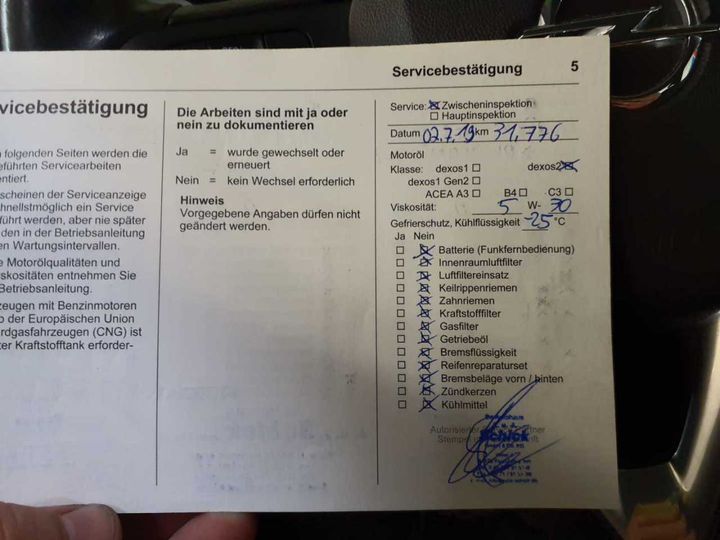 Servicebestätigung 5
vicebestätigung
n folgenden Seiten werden die
eführten Servicearbeiten
entiert.
scheinen der Serviceanzeige
chnellstmöglich ein Service
führt werden, aber nie später
den in der Betriebsanleitung
en Wartungsintervallen.
e Motorölqualitäten und
skositäten entnehmen Sie
Betriebsanleitung.
zeugen mit Benzinmotoren
b der Europäischen Union
rdgasfahrzeugen (CNG) ist
ter Kraftstofftank erforder-
Die Arbeiten sind mit ja oder
nein zu dokumentieren
Ja = wurde gewechselt oder
erneuert
Nein = kein Wechsel erforderlich
Hinweis
Vorgegebene Angaben dürfen nicht
geändert werden.
Service: Zwischeninspektion
Hauptinspektion
Datum 02.7.19 km 31.776
Motoröl
Klasse: dexos1 dexos2
dexos1 Gen2
ACEA A3 B4 C3
Viskosität: 5 W- 30
Gefrierschutz, Kühlflüssigkeit -25 °C
Ja Nein
Batterie (Funkfernbedienung)
Innenraumluftfilter
Luftfiltereinsatz
Keilrippenriemen
Zahnriemen
Kraftstofffilter
Gasfilter
Getriebeöl
Bremsflüssigkeit
Reifenreparaturset
Bremsbeläge vorn / hinten
Zündkerzen
Kühlmittel
Autorisierter
Stempel
Schick